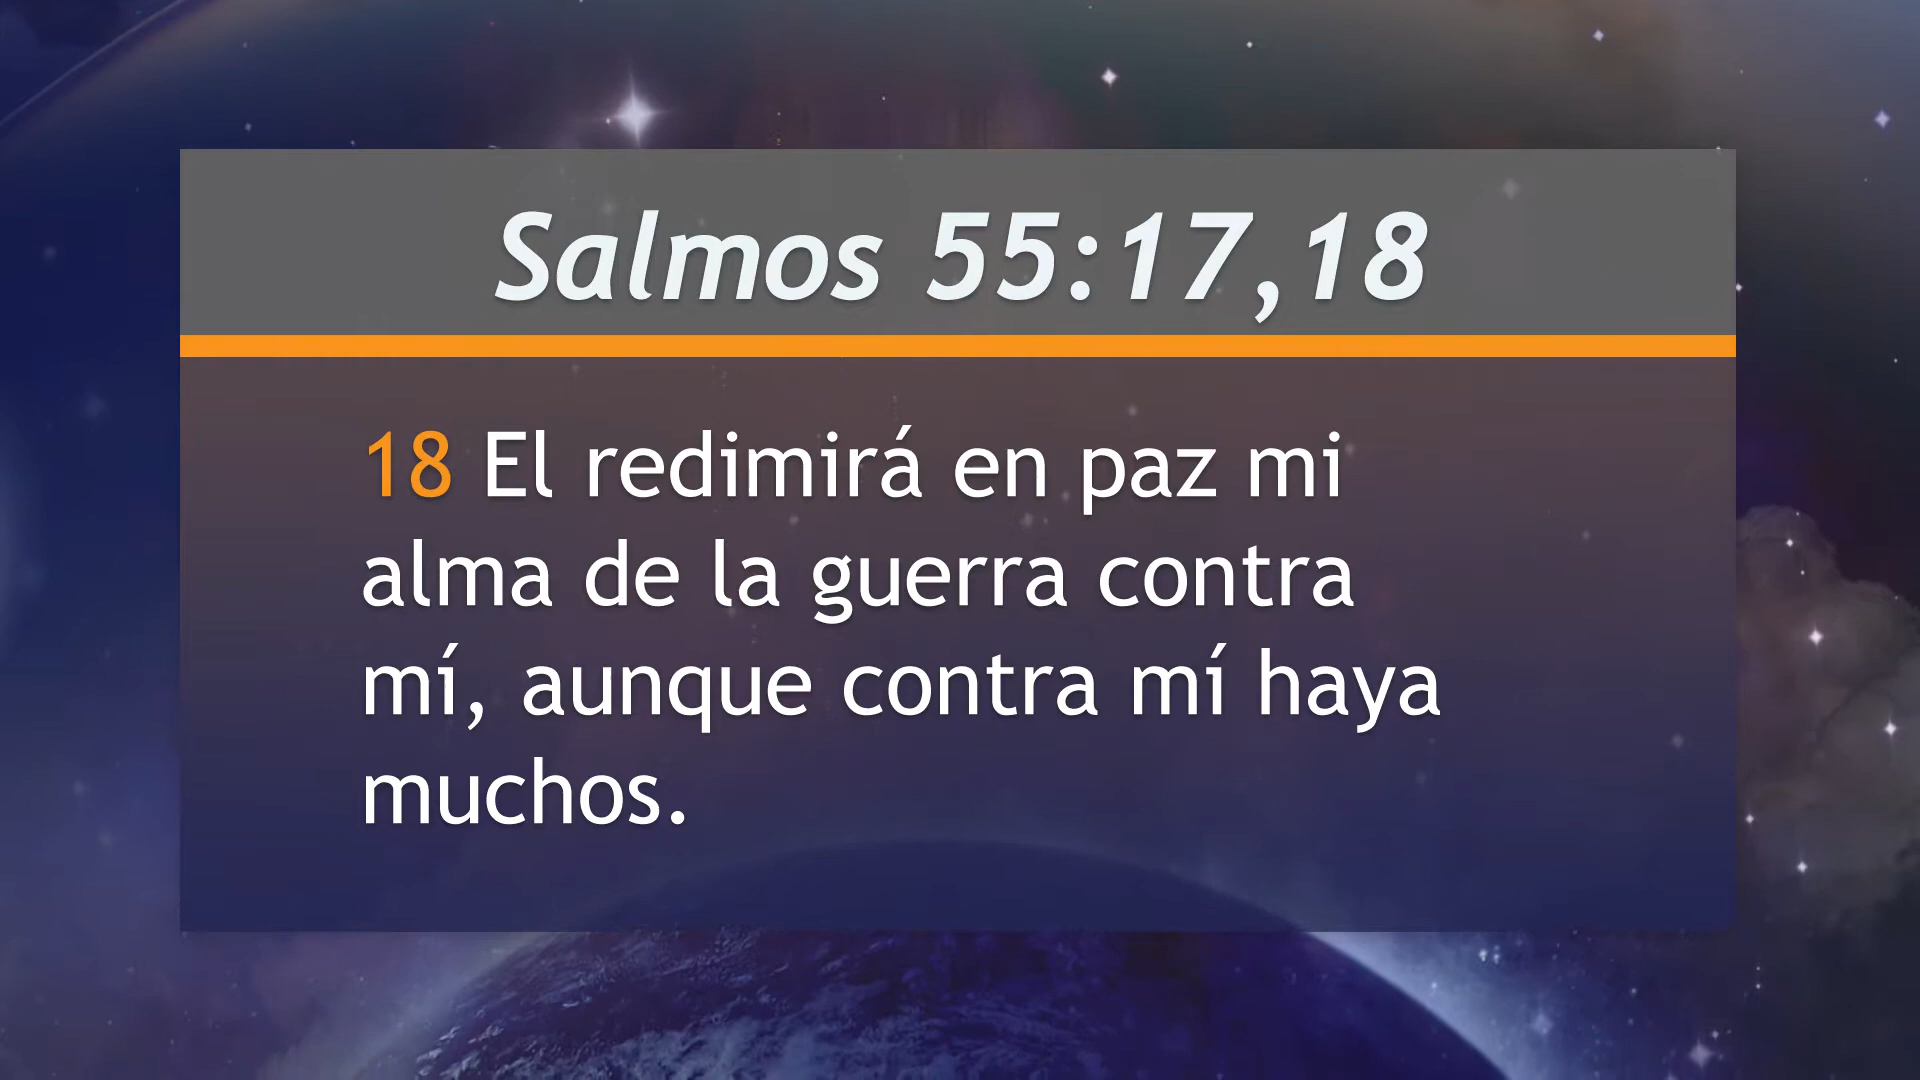 Salmos 55:17,18
18 El redimirá en paz mi
alma de la guerra contra
mí, aunque contra mí haya
muchos.